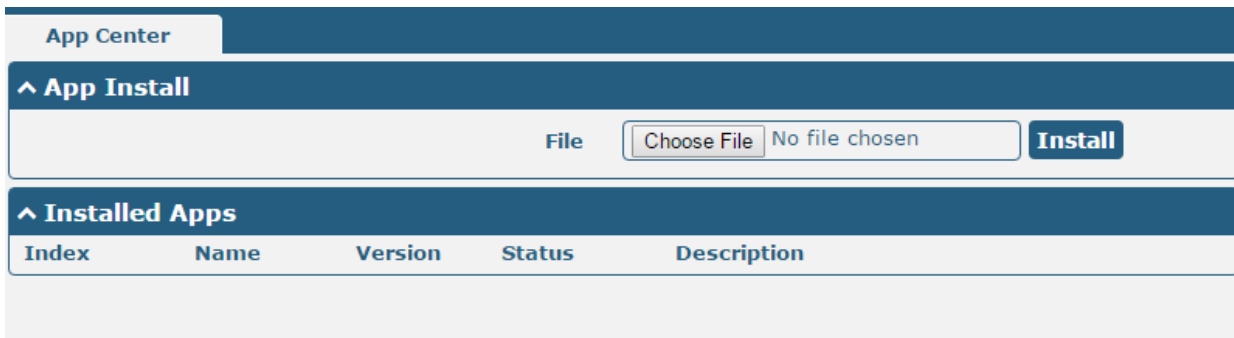 App Center
App Install
File Choose File No file chosen Install
Installed Apps
Index Name Version Status Description